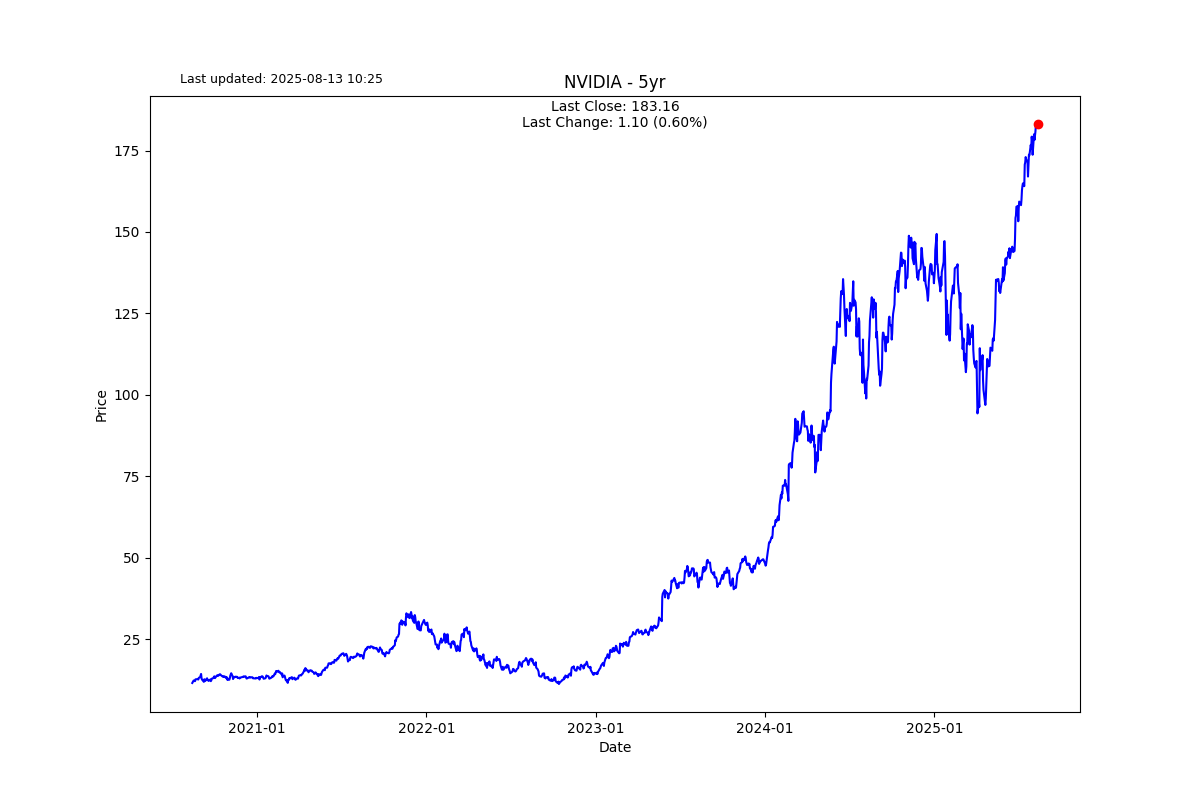 Last updated: 2025-08-13 10:25
NVIDIA - 5yr
Last Close: 183.16
Last Change: 1.10 (0.60%)
175
150
125
100
75
50
25
Price
2021-01
2022-01
2023-01
2024-01
2025-01
Date